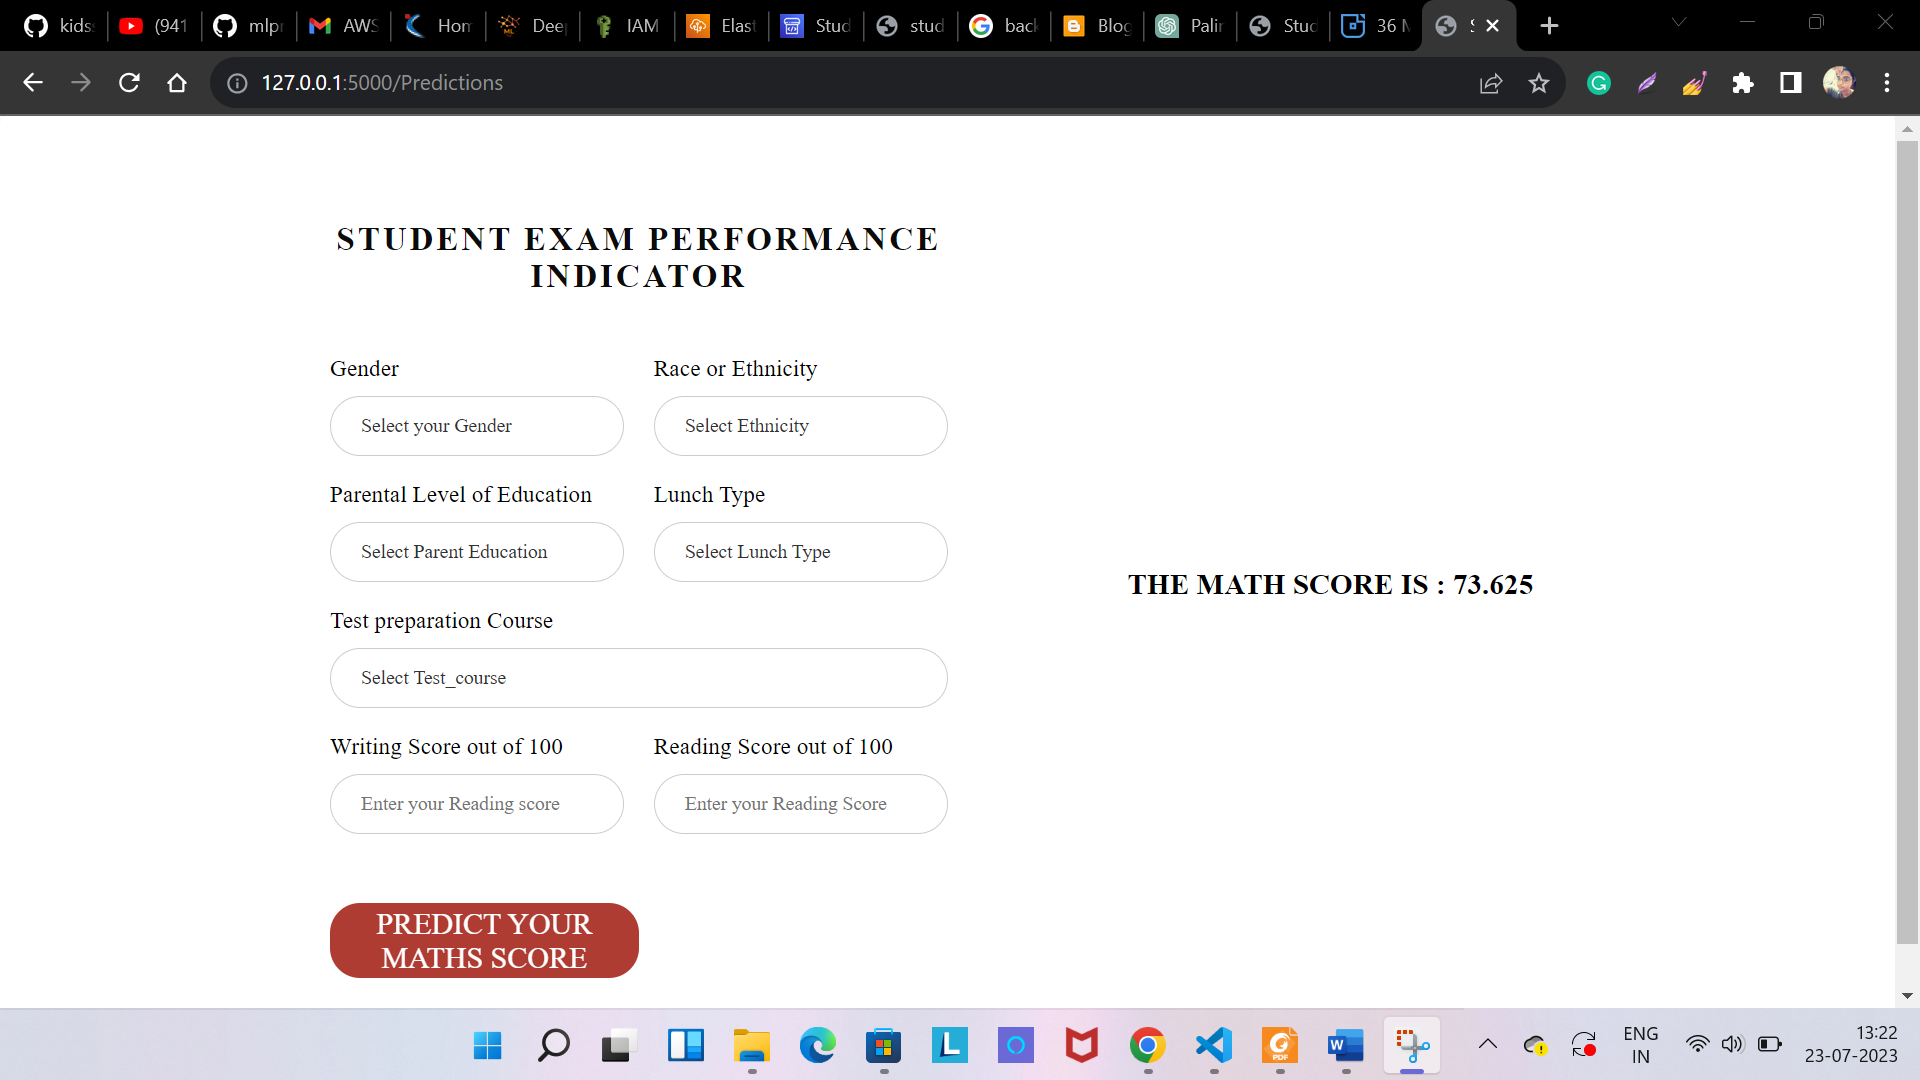 kids (941 mlpr AWS Hom Deep IAM Elast Stud stud back Blog Palir Stud 36
127.0.0.1:5000/Predictions
STUDENT EXAM PERFORMANCE
INDICATOR
Gender Race or Ethnicity
Select your Gender Select Ethnicity
Parental Level of Education Lunch Type
Select Parent Education Select Lunch Type
THE MATH SCORE IS : 73.625
Test preparation Course
Select Test_course
Writing Score out of 100 Reading Score out of 100
Enter your Reading score Enter your Reading Score
PREDICT YOUR
MATHS SCORE
ENG 13:22
IN 23-07-2023